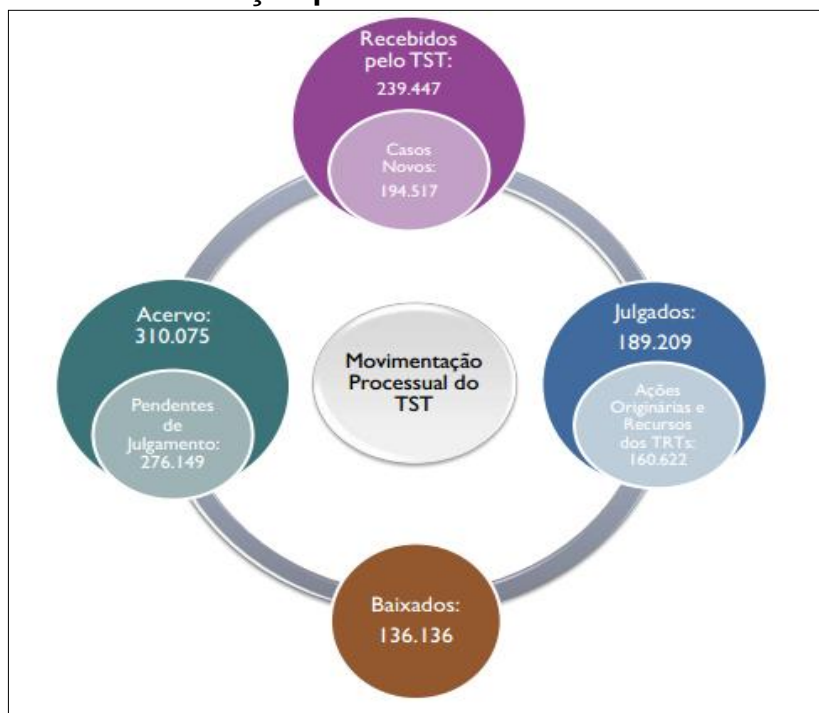 Recebidos
pelo TST:
239.447
Casos
Novos:
194.517
Acervo:
310.075
Pendentes
de
Julgamento:
276.149
Movimentação
Processual do
TST
Julgados:
189.209
Ações
Originárias e
Recursos
dos TRTs:
160.622
Baixados:
136.136